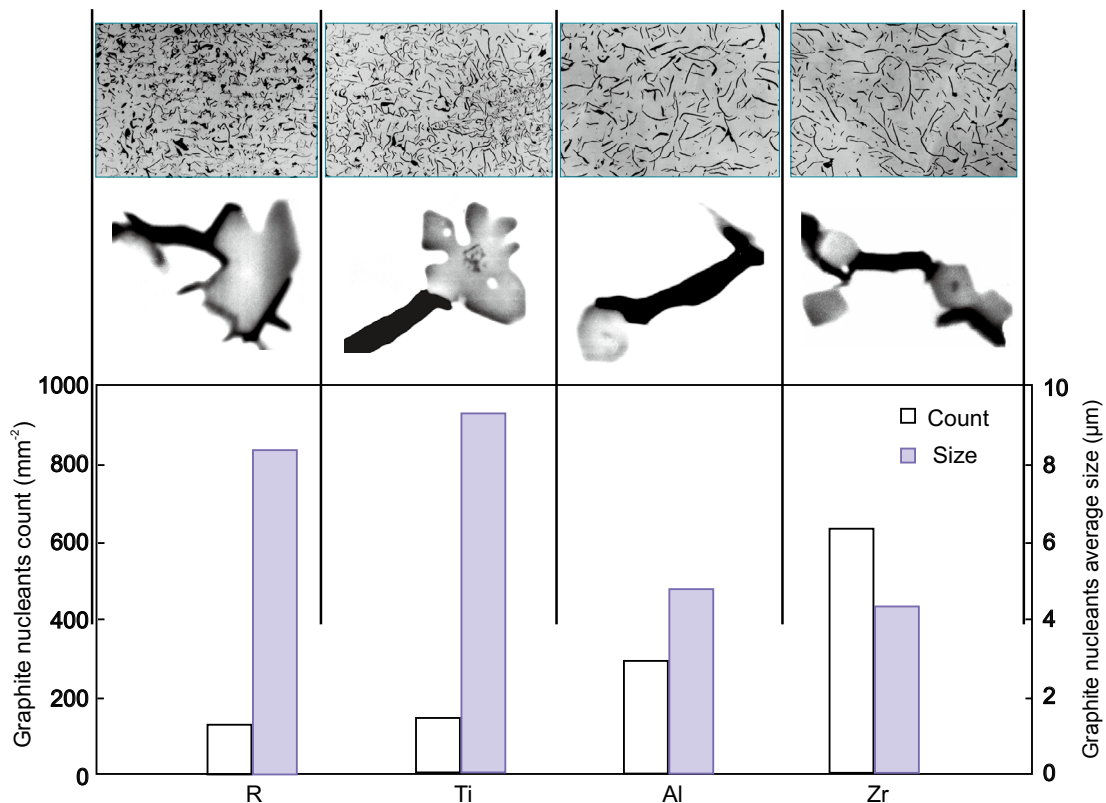 1000
800
600
400
200
0
Graphite nucleants count (mm⁻²)
10
8
6
4
2
0
Graphite nucleants average size (μm)
Count
Size
R Ti Al Zr